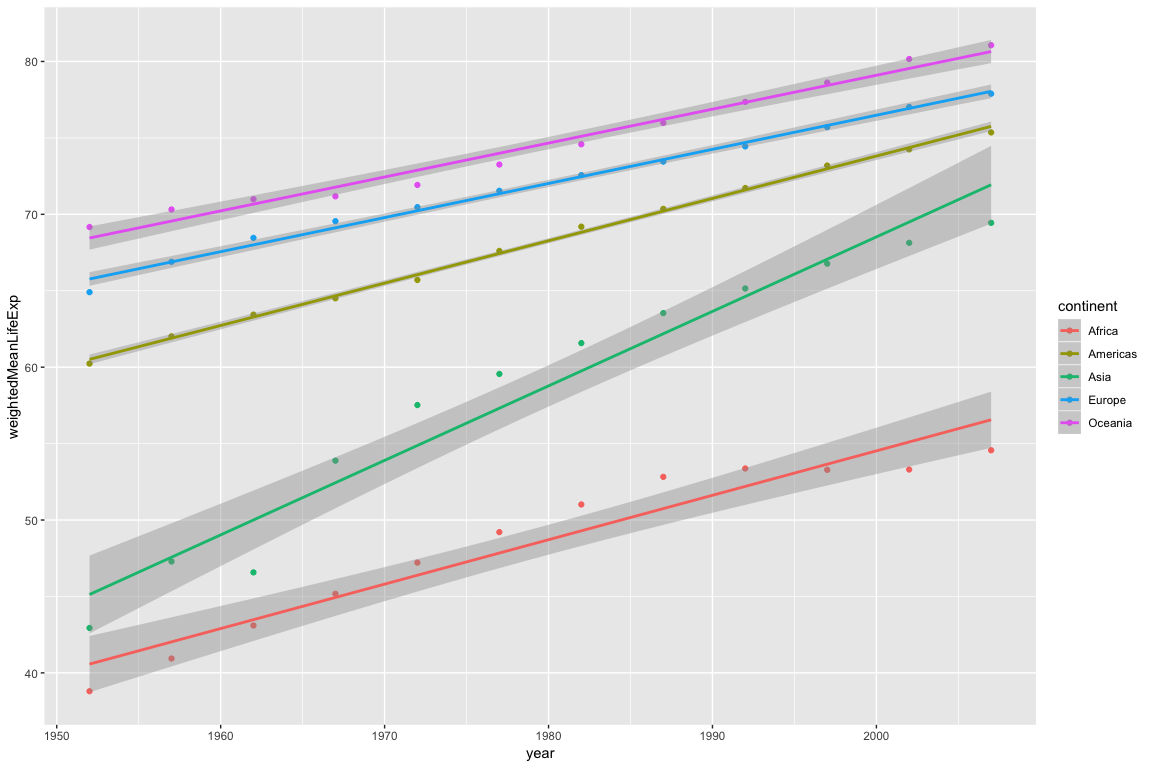 80
70
60
50
40
weightedMeanLifeExp
1950 1960 1970 1980 1990 2000
year
continent
Africa
Americas
Asia
Europe
Oceania